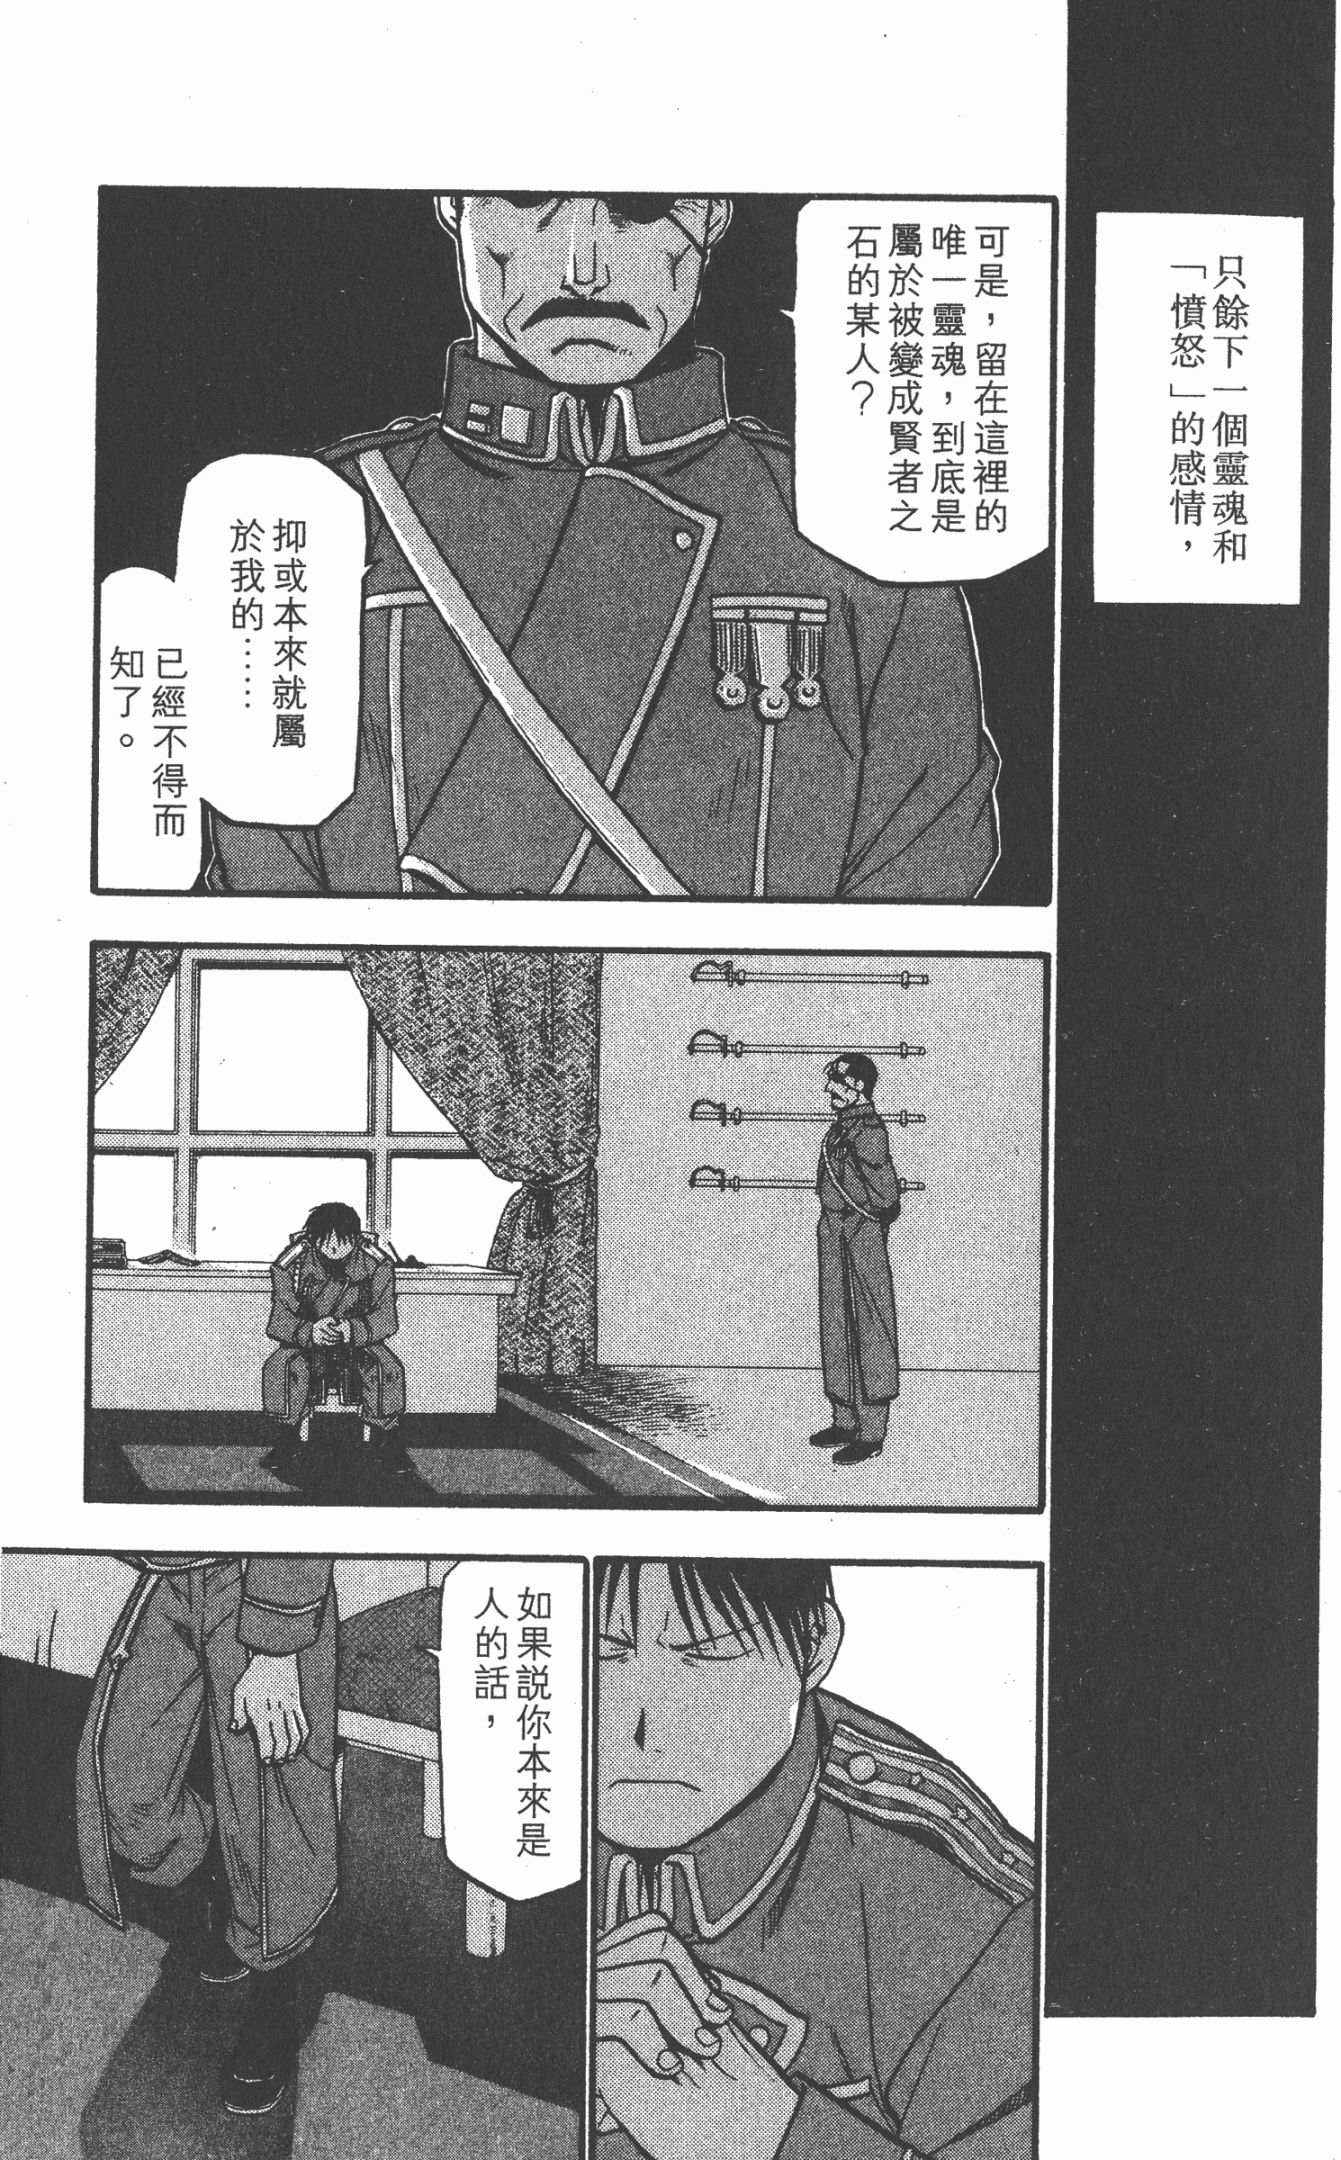 只餘下一個靈魂和
「憤怒」的感情，
可是，留在這裡的
唯一靈魂，到底是
屬於被變成賢者之
石的某人？
抑或本來就屬
於我的……
已經不得而
知了。
如果說你本來是
人的話，